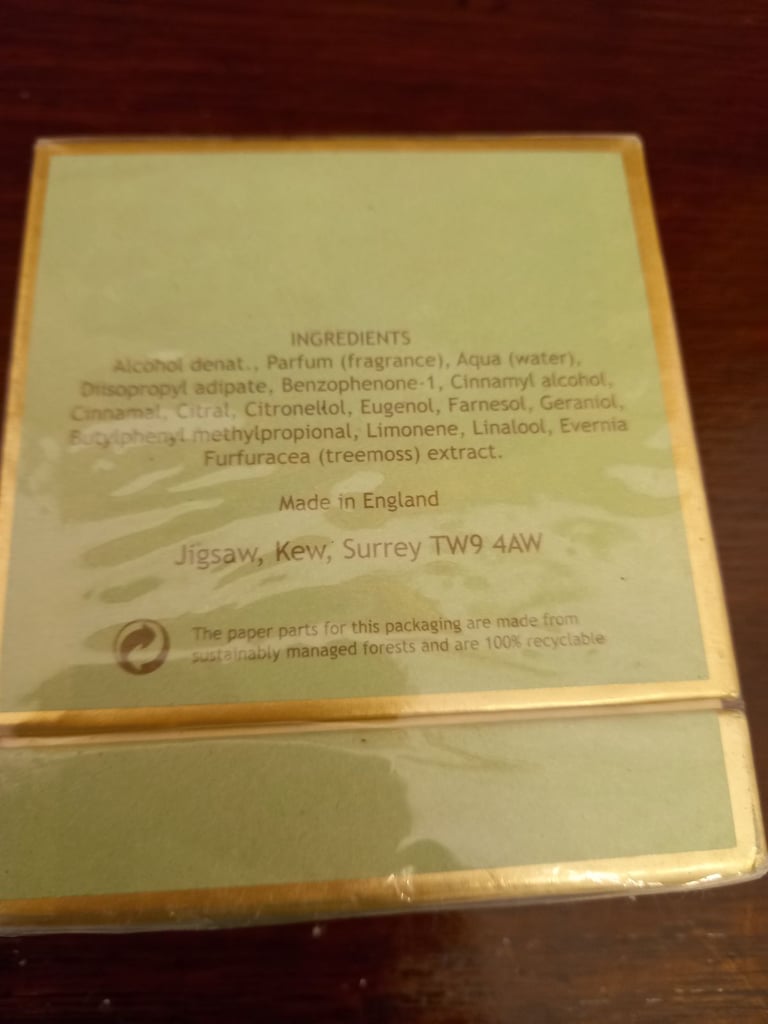 INGREDIENTS
Alcohol denat., Parfum (fragrance), Aqua (water),
Diisopropyl adipate, Benzophenone-1, Cinnamyl alcohol,
Cinnamal, Citral, Citronellol, Eugenol, Farnesol, Geraniol,
Butylphenyl methylpropional, Limonene, Linalool, Evernia
Furfuracea (treemoss) extract.
Made in England
Jigsaw, Kew, Surrey TW9 4AW
The paper parts for this packaging are made from
sustainably managed forests and are 100% recyclable